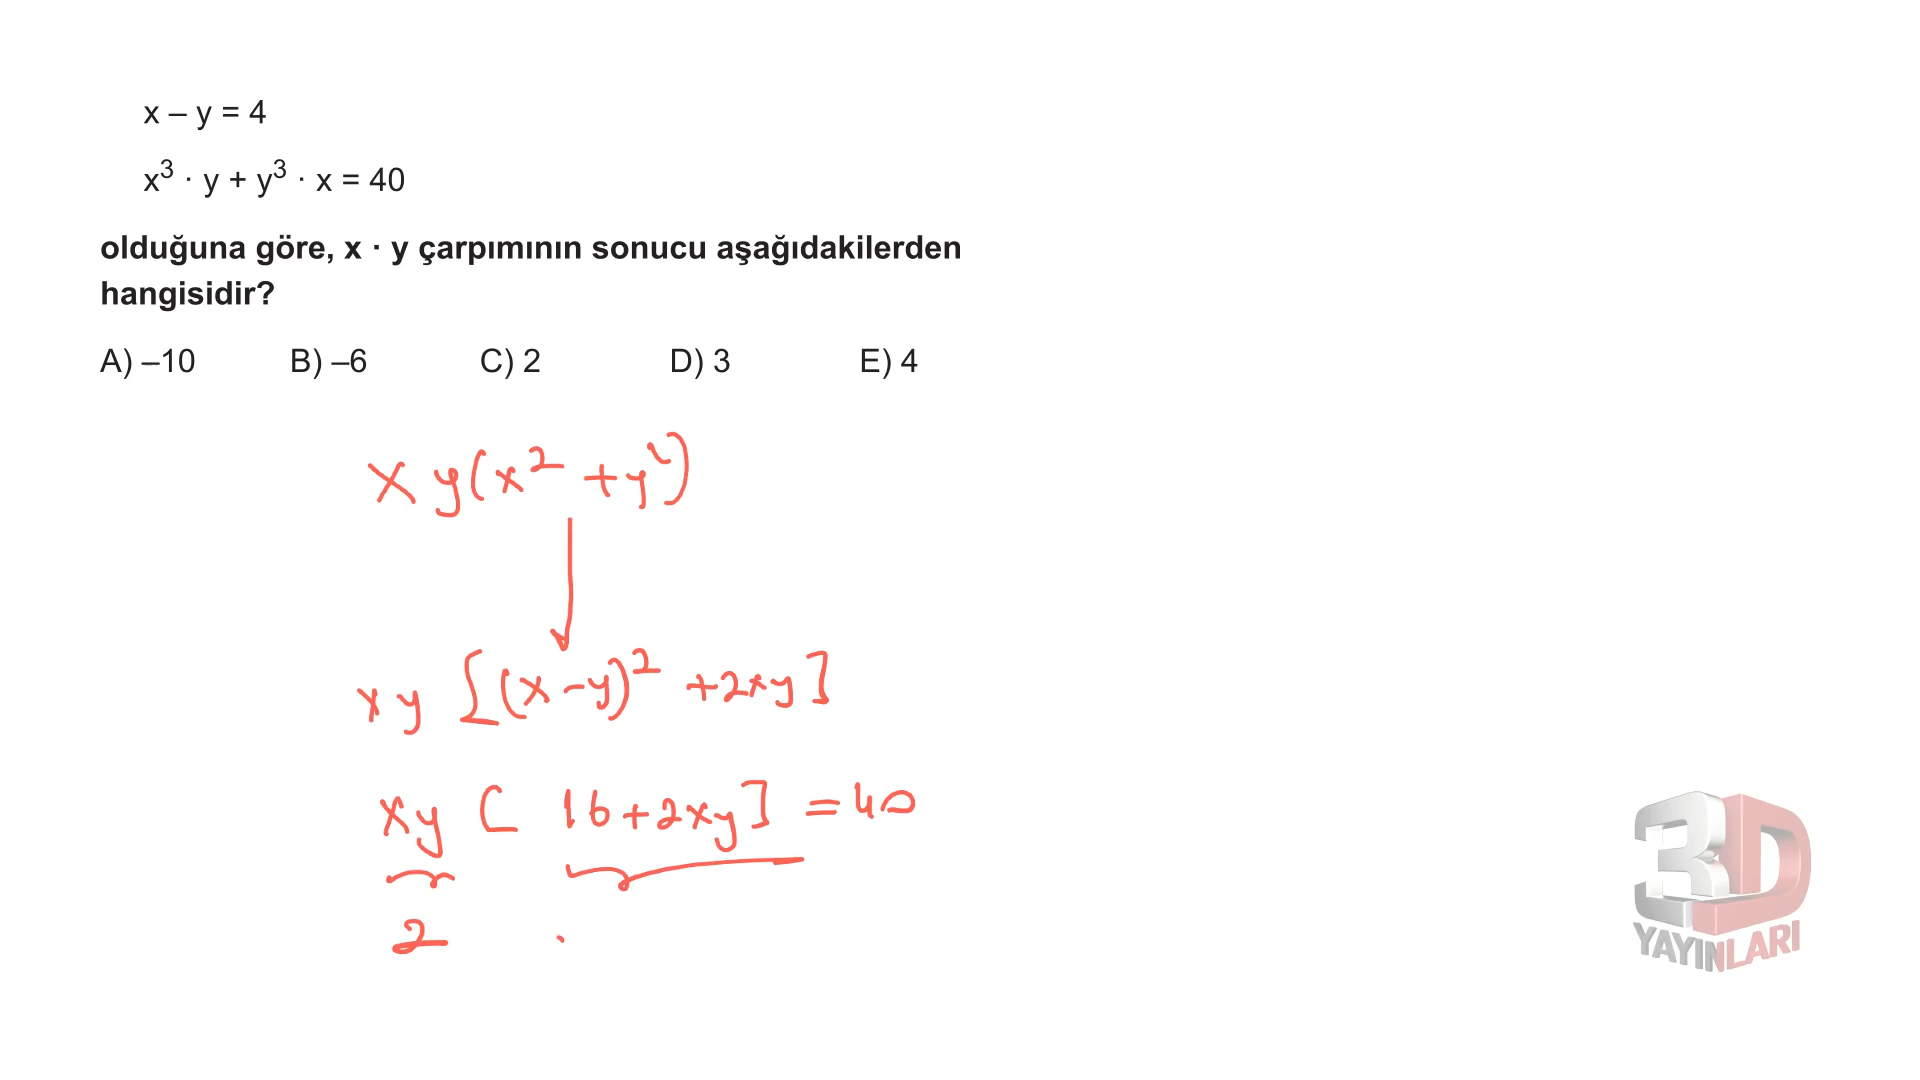 x – y = 4
x³ · y + y³ · x = 40
olduğuna göre, x · y çarpımının sonucu aşağıdakilerden
hangisidir?
A) –10 B) –6 C) 2 D) 3 E) 4
xy(x² + y²)
xy [(x – y)² + 2xy]
xy [16 + 2xy] = 40
2 .
3D
YAYINLARI